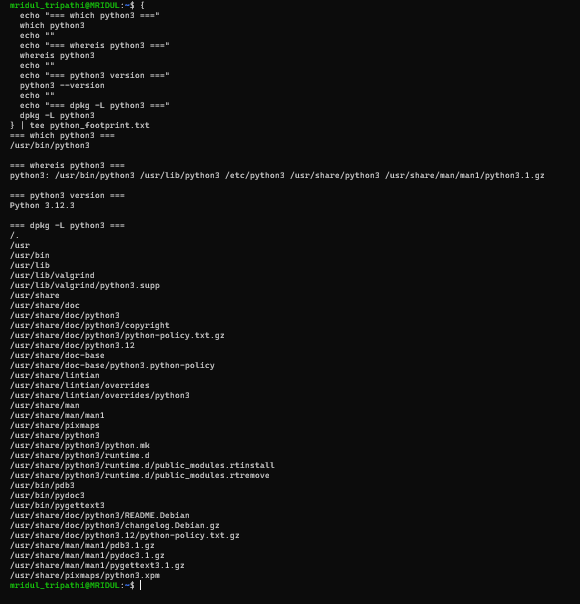 mridul_tripathi@MRIDUL:~$ {
  echo "=== which python3 ==="
  which python3
  echo ""
  echo "=== whereis python3 ==="
  whereis python3
  echo ""
  echo "=== python3 version ==="
  python3 --version
  echo ""
  echo "=== dpkg -L python3 ==="
  dpkg -L python3
} | tee python_footprint.txt
=== which python3 ===
/usr/bin/python3

=== whereis python3 ===
python3: /usr/bin/python3 /usr/lib/python3 /etc/python3 /usr/share/python3 /usr/share/man/man1/python3.1.gz

=== python3 version ===
Python 3.12.3

=== dpkg -L python3 ===
/.
/usr
/usr/bin
/usr/lib
/usr/lib/valgrind
/usr/lib/valgrind/python3.supp
/usr/share
/usr/share/doc
/usr/share/doc/python3
/usr/share/doc/python3/copyright
/usr/share/doc/python3/python-policy.txt.gz
/usr/share/doc/python3.12
/usr/share/doc-base
/usr/share/doc-base/python3.python-policy
/usr/share/lintian
/usr/share/lintian/overrides
/usr/share/lintian/overrides/python3
/usr/share/man
/usr/share/man/man1
/usr/share/pixmaps
/usr/share/python3
/usr/share/python3/python.mk
/usr/share/python3/runtime.d
/usr/share/python3/runtime.d/public_modules.rtinstall
/usr/share/python3/runtime.d/public_modules.rtremove
/usr/bin/pdb3
/usr/bin/pydoc3
/usr/bin/pygettext3
/usr/share/doc/python3/README.Debian
/usr/share/doc/python3/changelog.Debian.gz
/usr/share/doc/python3.12/python-policy.txt.gz
/usr/share/man/man1/pdb3.1.gz
/usr/share/man/man1/pydoc3.1.gz
/usr/share/man/man1/pygettext3.1.gz
/usr/share/pixmaps/python3.xpm
mridul_tripathi@MRIDUL:~$